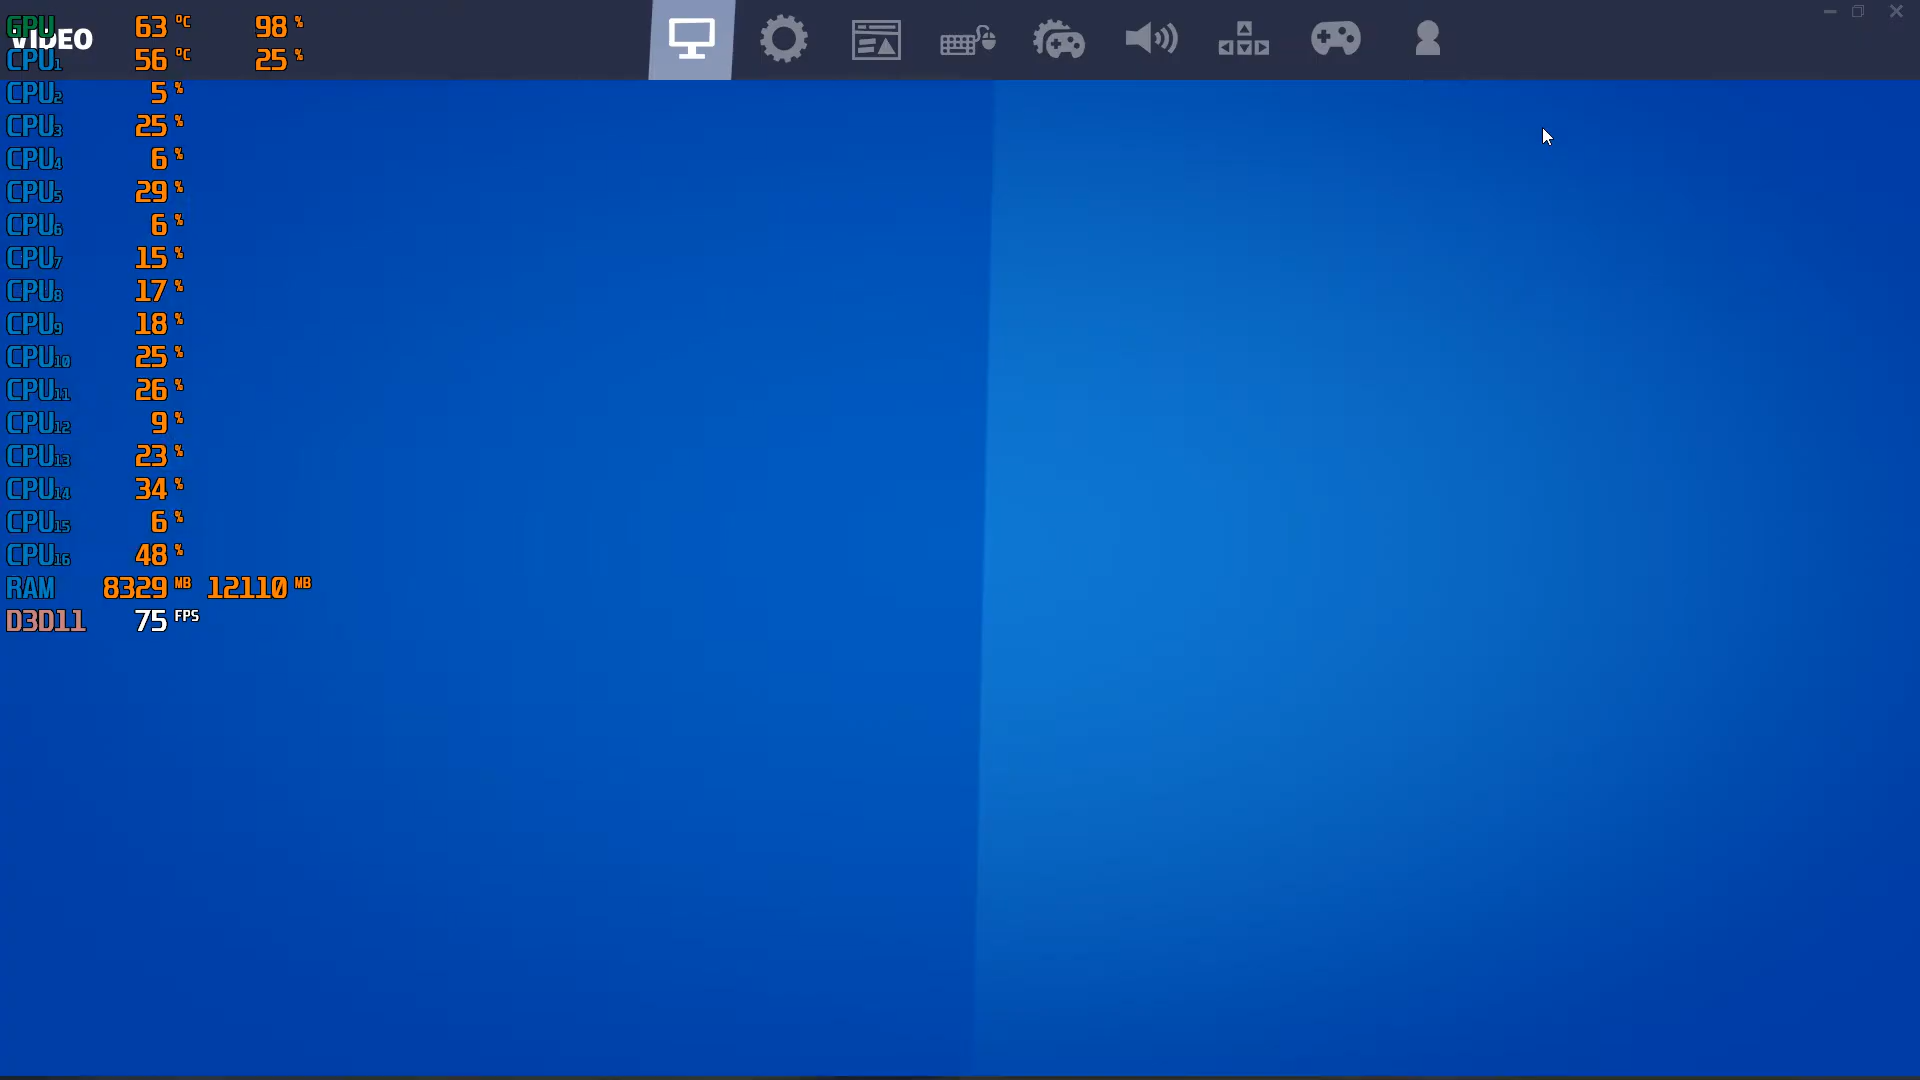 GPU 63 °C 98 %
VIDEO
CPU1 56 °C 25 %
CPU2 5 %
CPU3 25 %
CPU4 6 %
CPU5 29 %
CPU6 6 %
CPU7 15 %
CPU8 17 %
CPU9 18 %
CPU10 25 %
CPU11 26 %
CPU12 9 %
CPU13 23 %
CPU14 34 %
CPU15 6 %
CPU16 48 %
RAM 8329 MB 12110 MB
D3D11 75 FPS